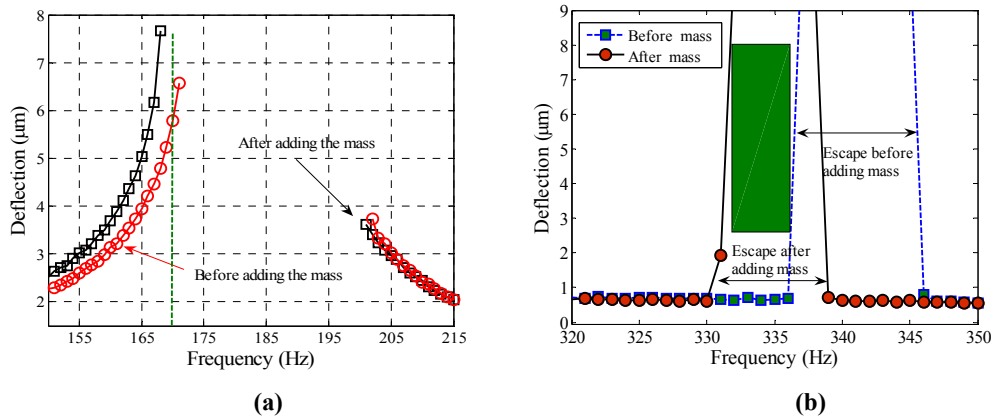 9
8
7
6
5
4
3
2
Deflection (μm)
After adding the mass
Before adding the mass
155
165
175
185
195
205
215
Frequency (Hz)
(a)
9
8
7
6
5
4
3
2
1
0
Deflection (μm)
Before mass
After mass
Escape before
adding mass
Escape after
adding mass
320
325
330
335
340
345
350
Frequency (Hz)
(b)